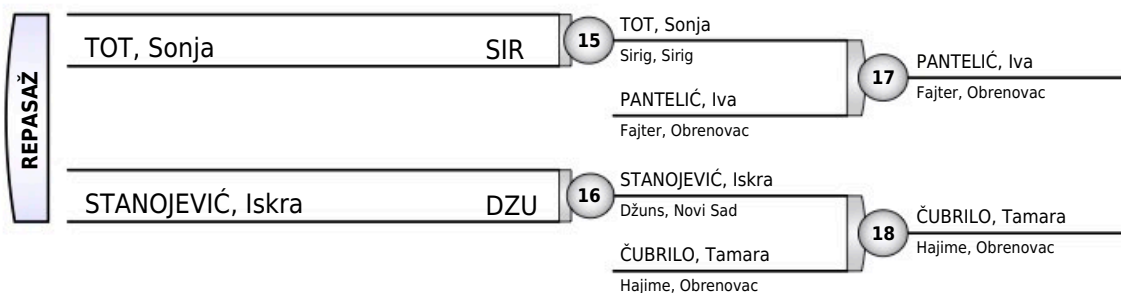 REPASAŽ
TOT, Sonja SIR
15
TOT, Sonja
Sirig, Sirig
PANTELIĆ, Iva
Fajter, Obrenovac
17
PANTELIĆ, Iva
Fajter, Obrenovac
STANOJEVIĆ, Iskra DZU
16
STANOJEVIĆ, Iskra
Džuns, Novi Sad
ČUBRILO, Tamara
Hajime, Obrenovac
18
ČUBRILO, Tamara
Hajime, Obrenovac